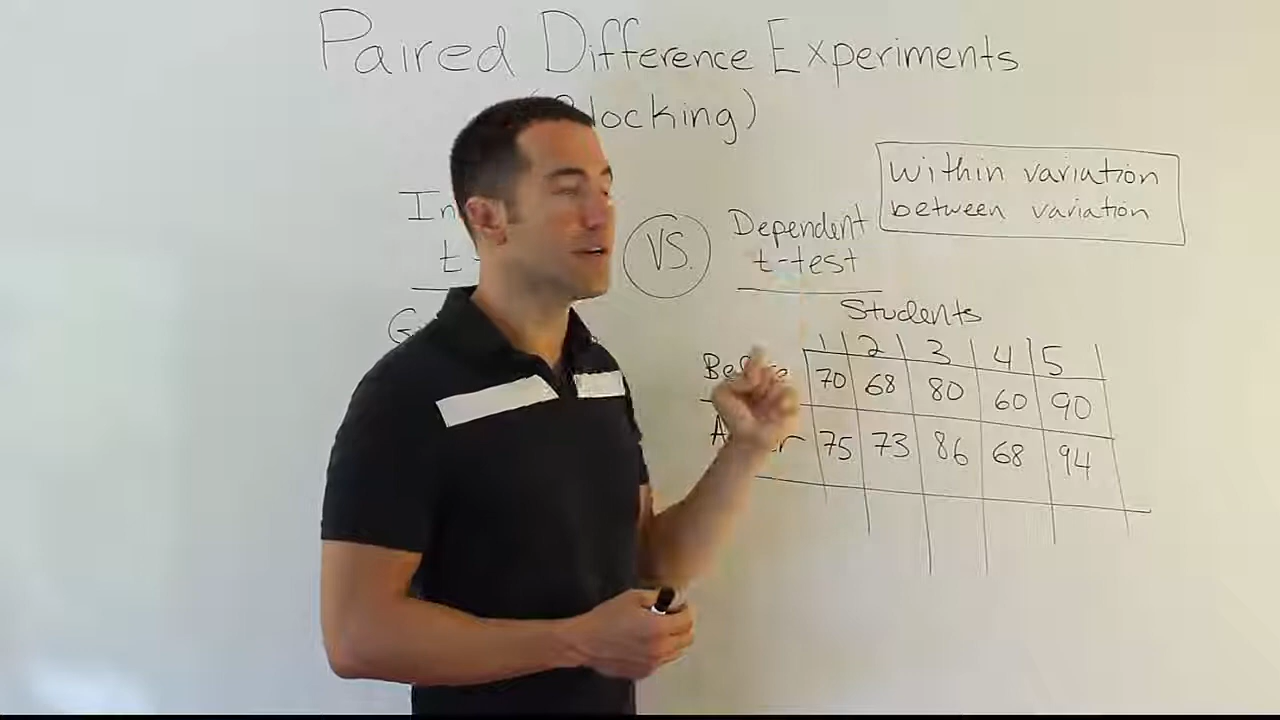 Paired Difference Experiments
VS.
Dependent
t-test
within variation
between variation
Students
1 2 3 4 5
70 68 80 60 90
75 73 86 68 94